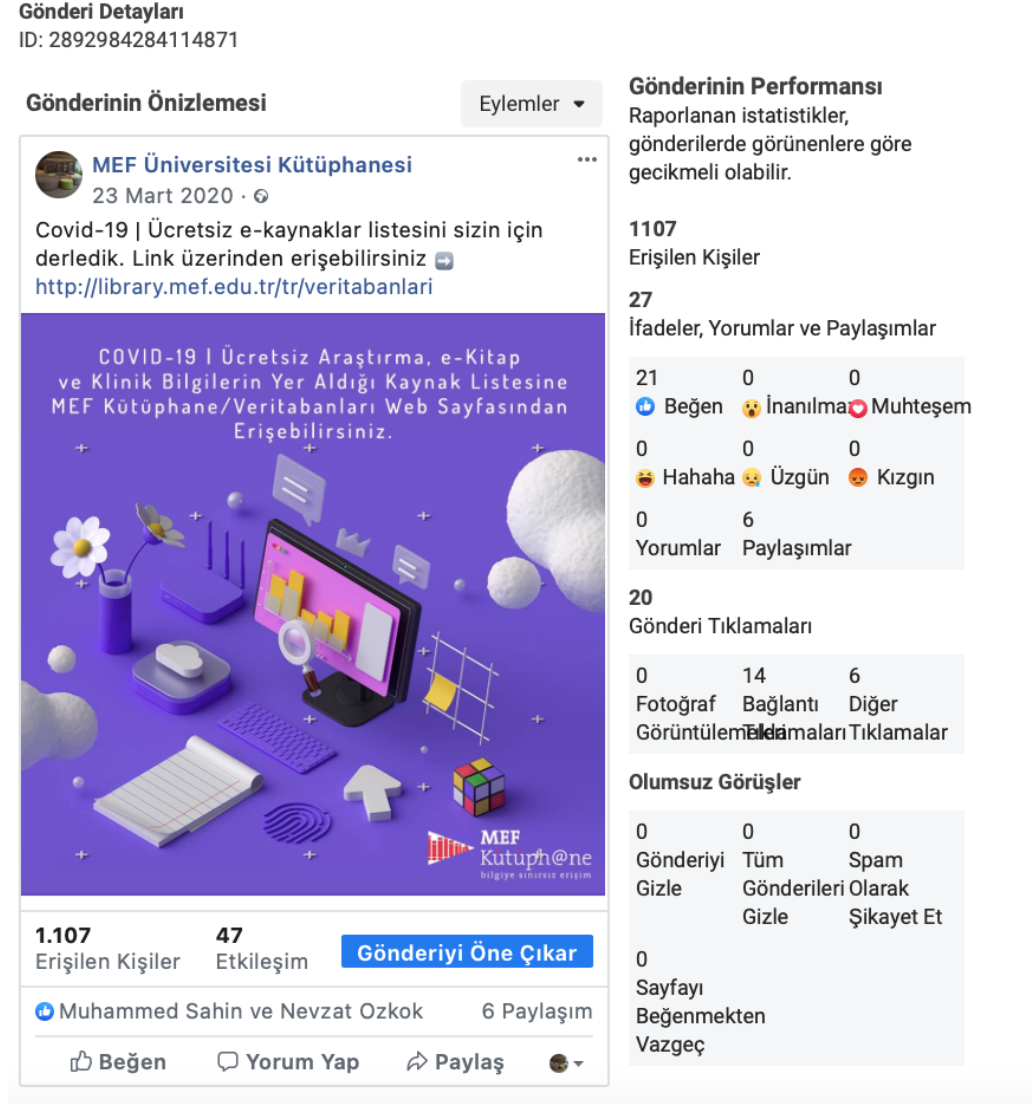 Gönderi Detayları
ID: 2892984284114871
Gönderinin Önizlemesi
Eylemler
MEF Üniversitesi Kütüphanesi
23 Mart 2020 ·
Covid-19 | Ücretsiz e-kaynaklar listesini sizin için
derledik. Link üzerinden erişebilirsiniz ➡
http://library.mef.edu.tr/tr/veritabanlari
COVID-19 | Ücretsiz Araştırma, e-Kitap
ve Klinik Bilgilerin Yer Aldığı Kaynak Listesine
MEF Kütüphane/Veritabanları Web Sayfasından
Erişebilirsiniz.
MEF
Kutuph@ne
bilgiye sınırsız erişim
1.107 47
Erişilen Kişiler Etkileşim
Gönderiyi Öne Çıkar
Muhammed Sahin ve Nevzat Ozkok 6 Paylaşım
Beğen Yorum Yap Paylaş
Gönderinin Performansı
Raporlanan istatistikler,
gönderilerde görünenlere göre
gecikmeli olabilir.
1107
Erişilen Kişiler
27
İfadeler, Yorumlar ve Paylaşımlar
21 0 0
Beğen İnanılmaz Muhteşem
0 0 0
Hahaha Üzgün Kızgın
0 6
Yorumlar Paylaşımlar
20
Gönderi Tıklamaları
0 14 6
Fotoğraf Bağlantı Diğer
Görüntülemeleri Tıklamaları Tıklamalar
Olumsuz Görüşler
0 0 0
Gönderiyi Tüm Spam
Gizle Gönderileri Olarak
Gizle Şikayet Et
0
Sayfayı
Beğenmekten
Vazgeç